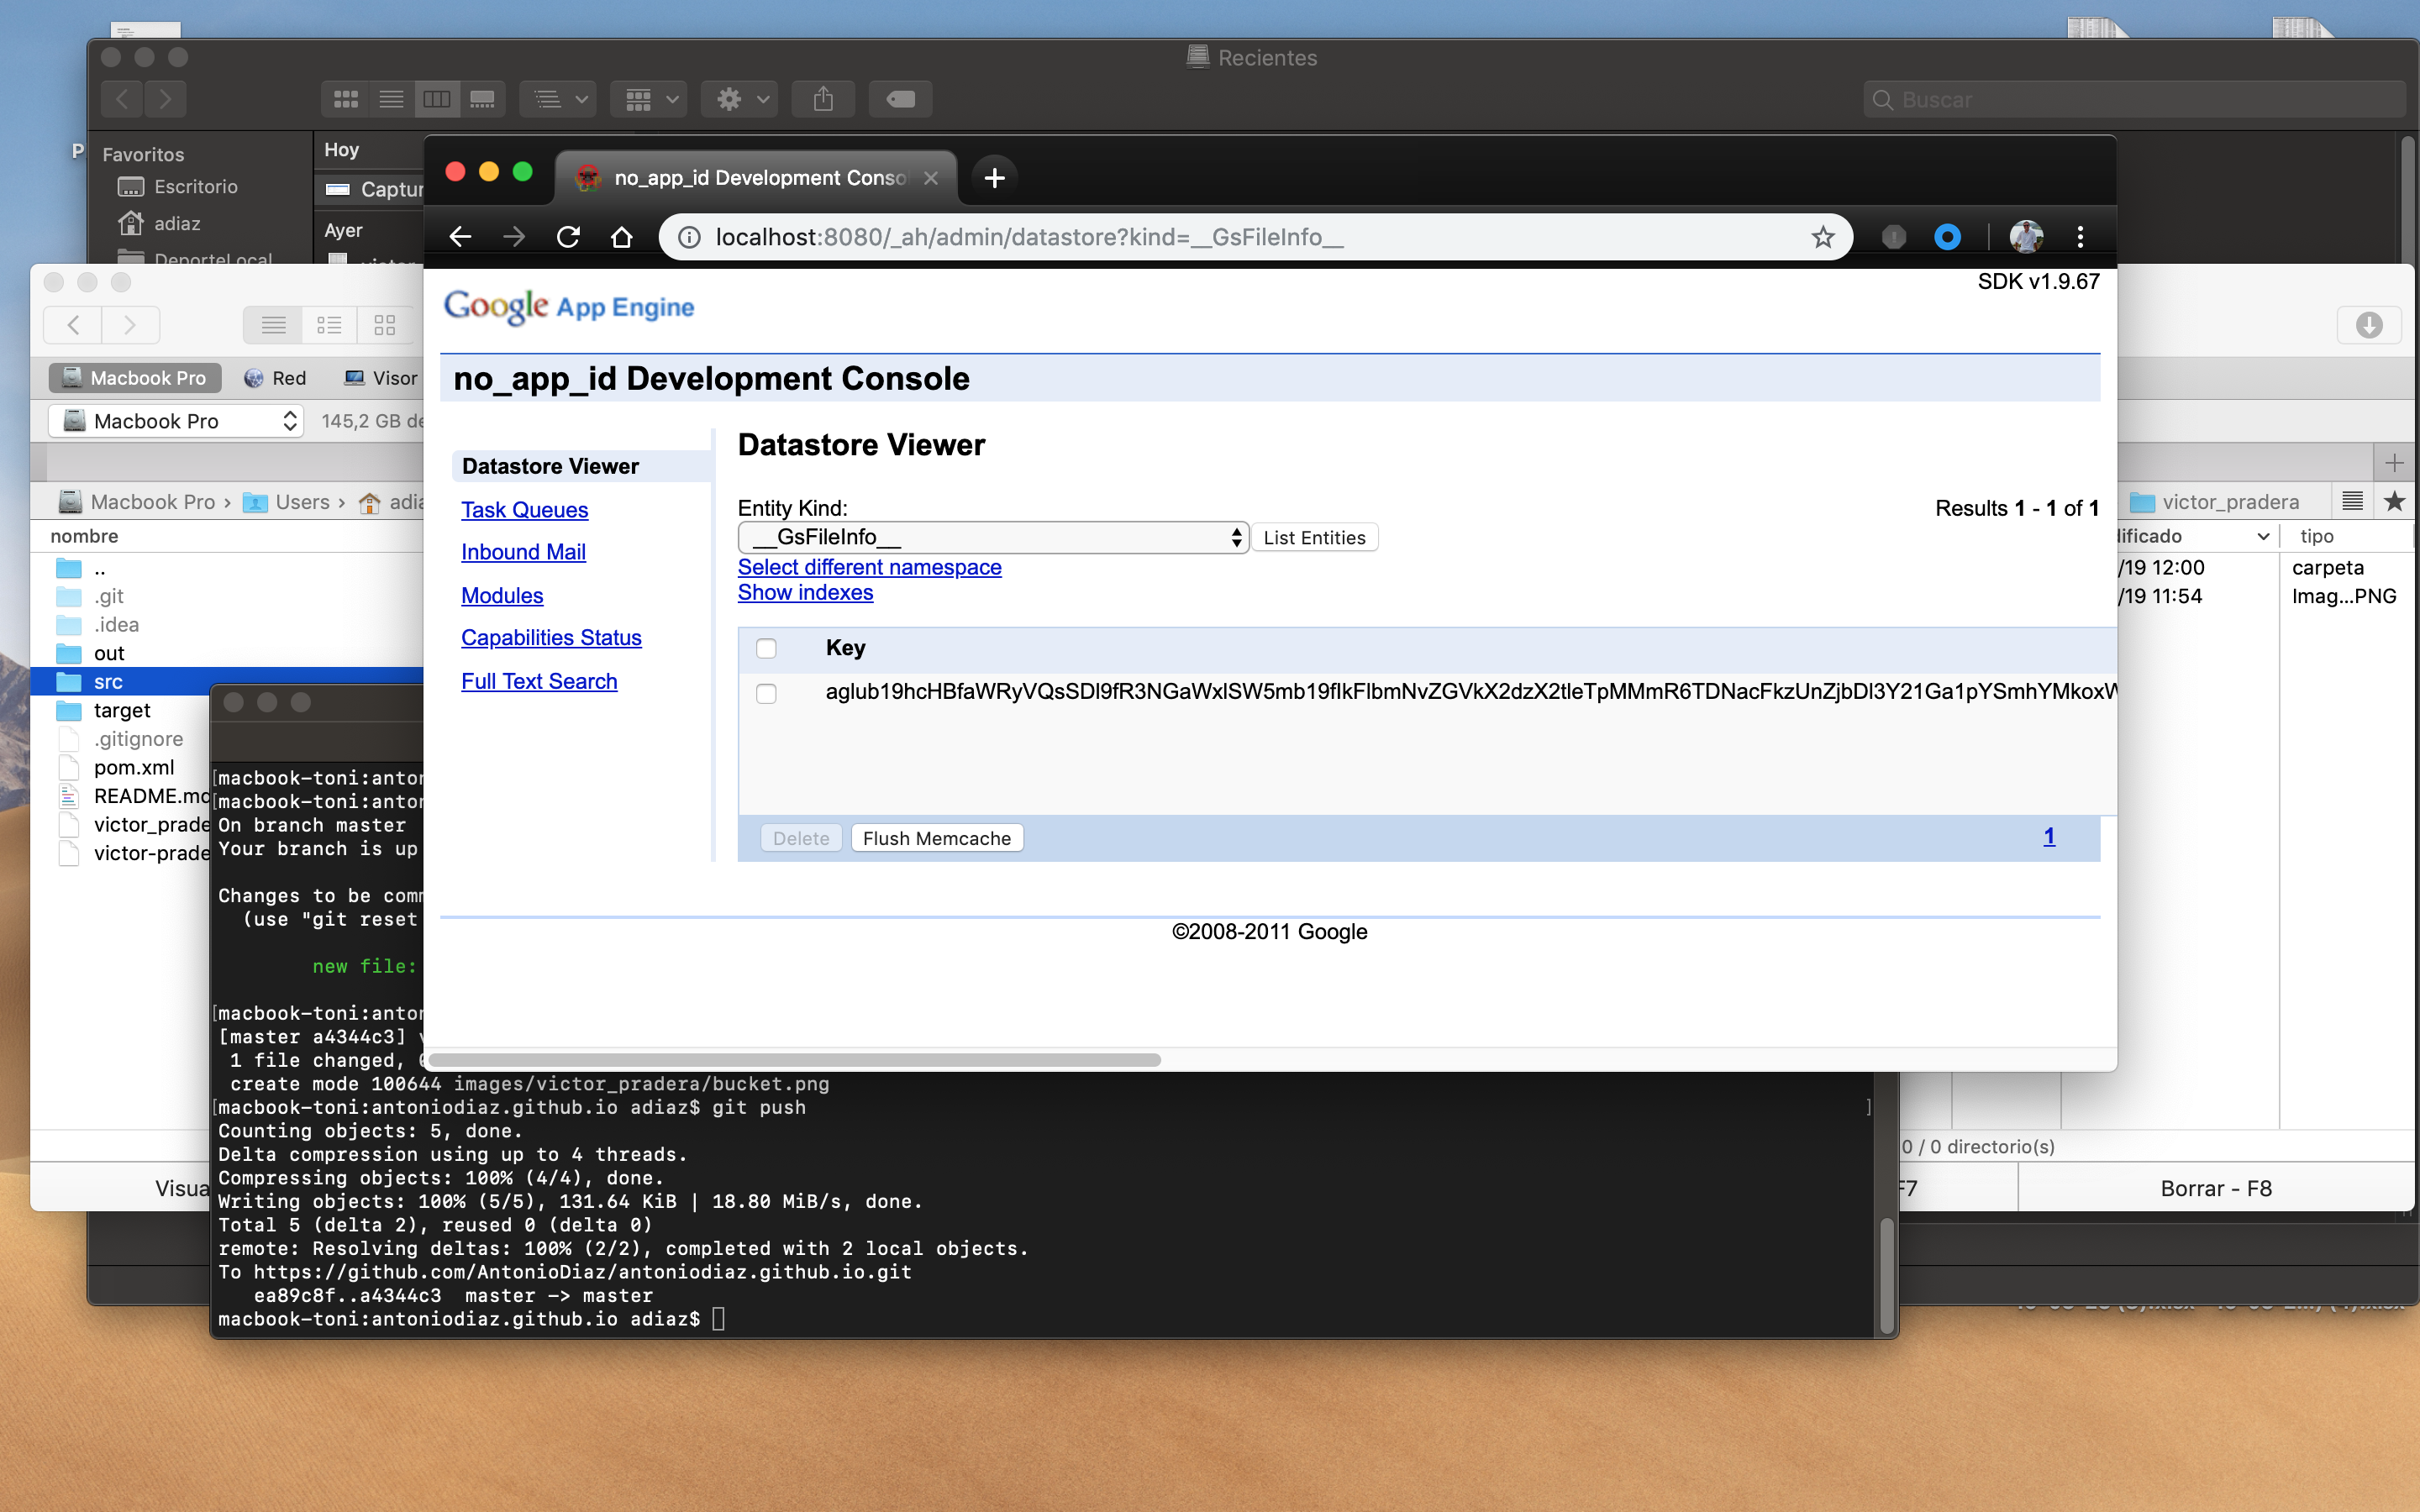 Recientes
Buscar
Favoritos
Escritorio
adiaz
DeporteLocal
Hoy
Captur
Ayer
no_app_id Development Conso
localhost:8080/_ah/admin/datastore?kind=__GsFileInfo__
SDK v1.9.67
Google App Engine
no_app_id Development Console
Datastore Viewer
Task Queues
Inbound Mail
Modules
Capabilities Status
Full Text Search
Datastore Viewer
Entity Kind:
Results 1 - 1 of 1
__GsFileInfo__
List Entities
Select different namespace
Show indexes
Key
Delete
Flush Memcache
1
©2008-2011 Google
Macbook Pro
Red
Visor
Macbook Pro
145,2 GB de
Macbook Pro › Users › adia
victor_pradera
nombre
ificado
tipo
..
/19 12:00
carpeta
.git
/19 11:54
Imag...PNG
.idea
out
src
target
.gitignore
pom.xml
README.md
victor_prade
victor-prade
Visua
0 / 0 directorio(s)
F7
Borrar - F8
[macbook-toni:anton
[macbook-toni:anton
On branch master
Your branch is up
Changes to be comm
(use "git reset
new file:
[macbook-toni:anton
[master a4344c3]
1 file changed,
create mode 100644 images/victor_pradera/bucket.png
[macbook-toni:antoniodiaz.github.io adiaz$ git push ]
Counting objects: 5, done.
Delta compression using up to 4 threads.
Compressing objects: 100% (4/4), done.
Writing objects: 100% (5/5), 131.64 KiB | 18.80 MiB/s, done.
Total 5 (delta 2), reused 0 (delta 0)
remote: Resolving deltas: 100% (2/2), completed with 2 local objects.
To https://github.com/AntonioDiaz/antoniodiaz.github.io.git
ea89c8f..a4344c3 master -> master
macbook-toni:antoniodiaz.github.io adiaz$